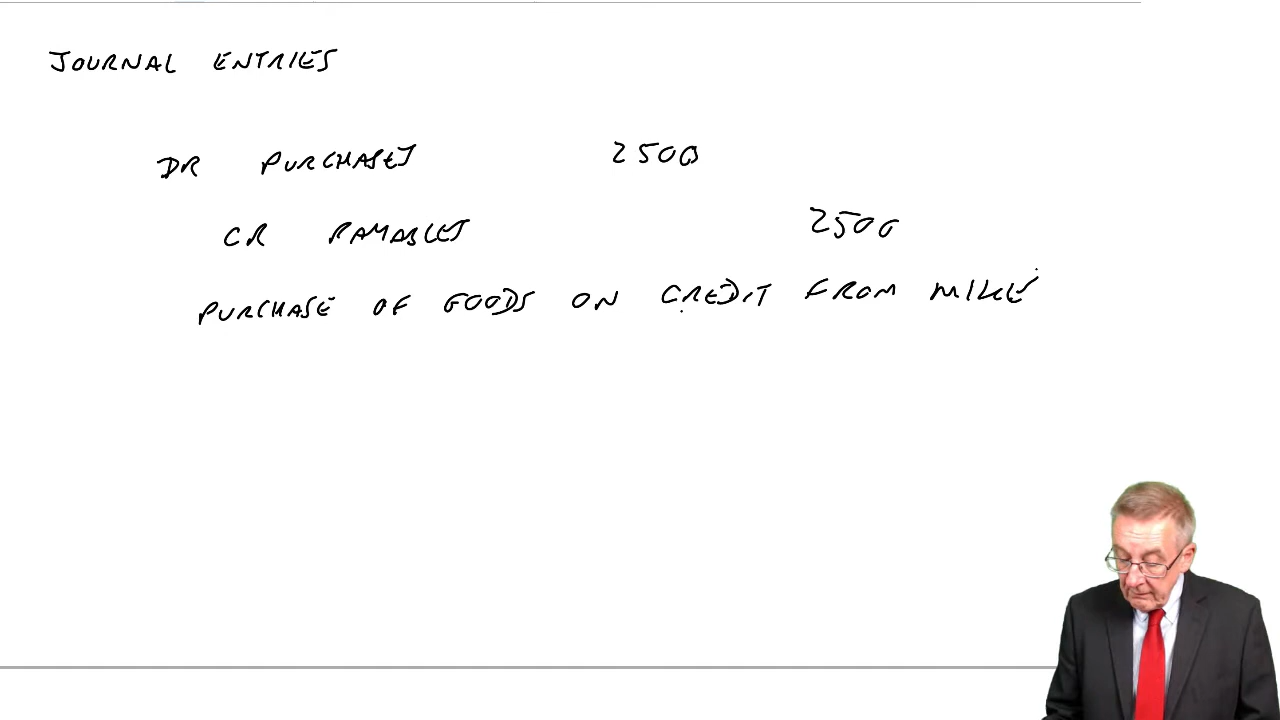 JOURNAL ENTRIES
DR PURCHASES 2500
CR PAYABLES 2500
PURCHASE OF GOODS ON CREDIT FROM MIKE